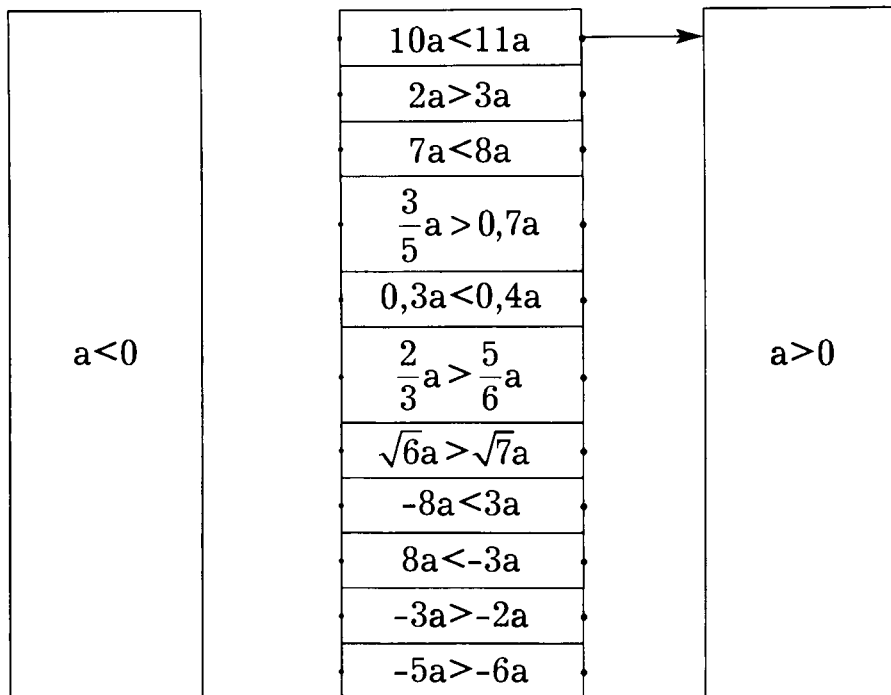 a<0
10a<11a
2a>3a
7a<8a
3/5 a > 0,7a
0,3a<0,4a
2/3 a > 5/6 a
√6a > √7a
-8a<3a
8a<-3a
-3a>-2a
-5a>-6a
a>0